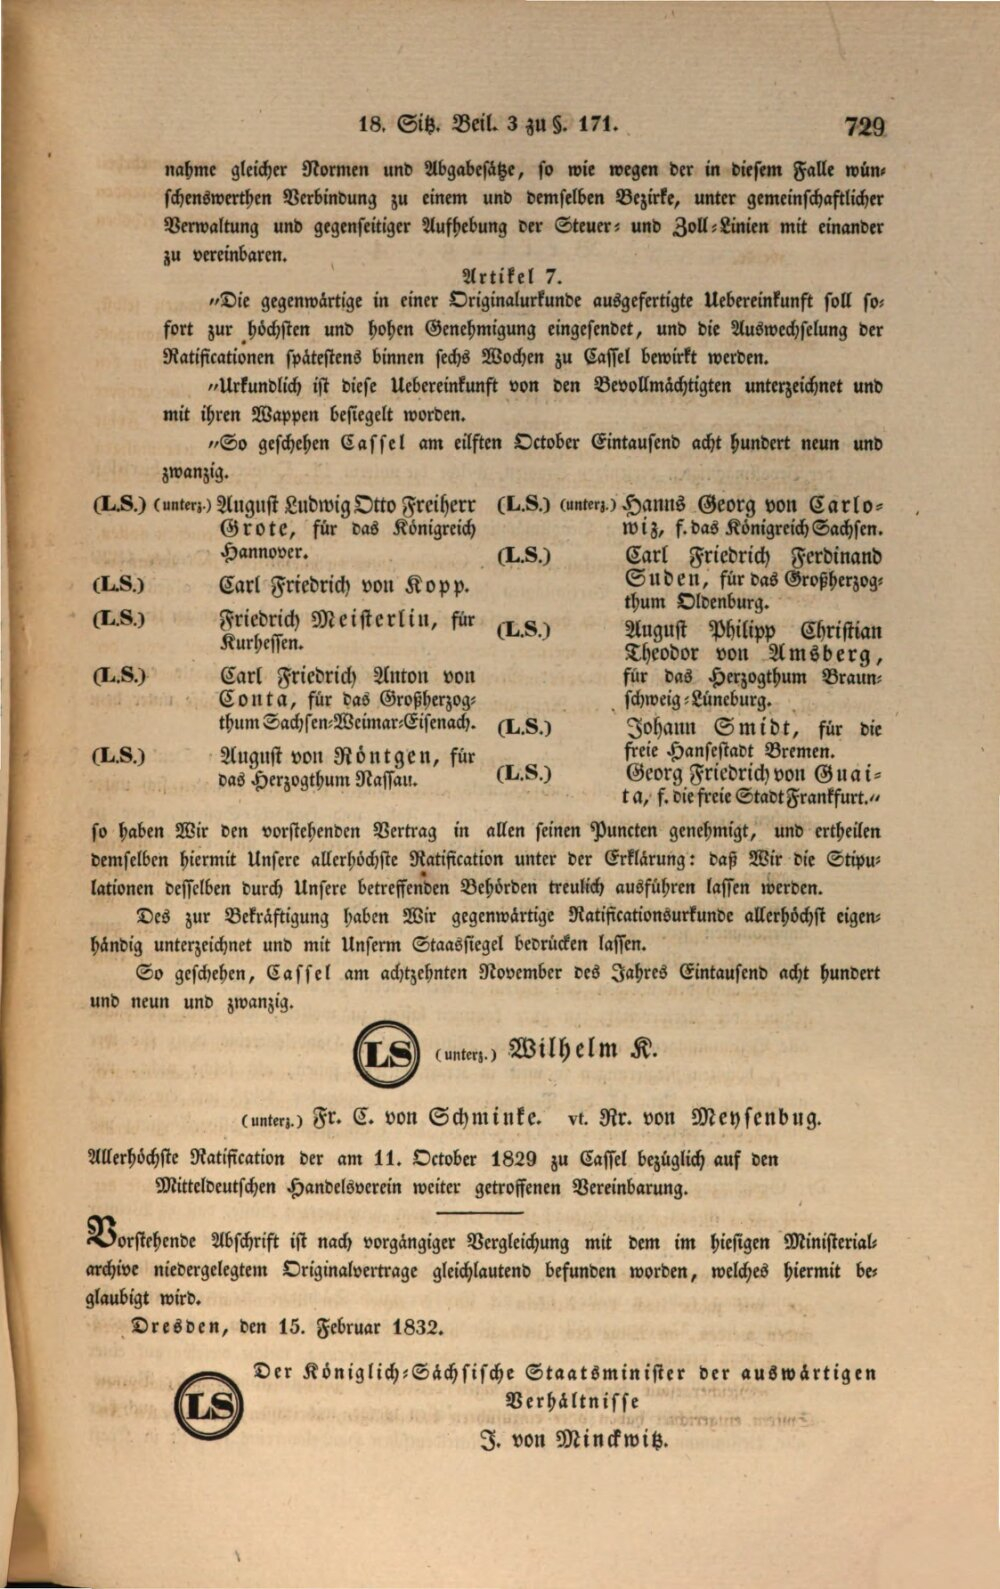 18. Sitz. Beil. 3 zu §. 171.
729
nahme gleicher Normen und Abgabesätze, so wie wegen der in diesem Falle wün-
schenswerthen Verbindung zu einem und demselben Bezirke, unter gemeinschaftlicher
Verwaltung und gegenseitiger Aufhebung der Steuer- und Zoll-Linien mit einander
zu vereinbaren.
Artikel 7.
„Die gegenwärtige in einer Originalurkunde ausgefertigte Uebereinkunft soll so-
fort zur höchsten und hohen Genehmigung eingesendet, und die Auswechselung der
Ratificationen spätestens binnen sechs Wochen zu Cassel bewirkt werden.
„Urkundlich ist diese Uebereinkunft von den Bevollmächtigten unterzeichnet und
mit ihren Wappen besiegelt worden.
„So geschehen Cassel am eilften October Eintausend acht hundert neun und
zwanzig.
(L.S.) (unterz.) August Ludwig Otto Freiherr
Grote, für das Königreich
Hannover.
(L.S.) Carl Friedrich von Kopp.
(L.S.) Friedrich Meisterlin, für
Kurhessen.
(L.S.) Carl Friedrich Anton von
Conta, für das Großherzog-
thum Sachsen-Weimar-Eisenach.
(L.S.) August von Röntgen, für
das Herzogthum Nassau.
(L.S.) (unterz.) Hanns Georg von Carlo-
wiz, f. das Königreich Sachsen.
(L.S.) Carl Friedrich Ferdinand
Suden, für das Großherzog-
thum Oldenburg.
(L.S.) August Philipp Christian
Theodor von Amsberg,
für das Herzogthum Braun-
schweig-Lüneburg.
(L.S.) Johann Smidt, für die
freie Hansestadt Bremen.
(L.S.) Georg Friedrich von Guai-
ta, f. die freie Stadt Frankfurt.„
so haben Wir den vorstehenden Vertrag in allen seinen Puncten genehmigt, und ertheilen
demselben hiermit Unsere allerhöchste Ratification unter der Erklärung: daß Wir die Stipu-
lationen desselben durch Unsere betreffenden Behörden treulich ausführen lassen werden.
Des zur Bekräftigung haben Wir gegenwärtige Ratificationsurkunde allerhöchst eigen-
händig unterzeichnet und mit Unserm Staassiegel bedrücken lassen.
So geschehen, Cassel am achtzehnten November des Jahres Eintausend acht hundert
und neun und zwanzig.
LS (unterz.) Wilhelm K.
(unterz.) Fr. C. von Schminke. vt. Rr. von Meysenbug.
Allerhöchste Ratification der am 11. October 1829 zu Cassel bezüglich auf den
Mitteldeutschen Handelsverein weiter getroffenen Vereinbarung.
Vorstehende Abschrift ist nach vorgängiger Vergleichung mit dem im hiesigen Ministerial-
archive niedergelegtem Originalvertrage gleichlautend befunden worden, welches hiermit be-
glaubigt wird.
Dresden, den 15. Februar 1832.
Der Königlich-Sächsische Staatsminister der auswärtigen
LS Verhältnisse
J. von Minckwitz.